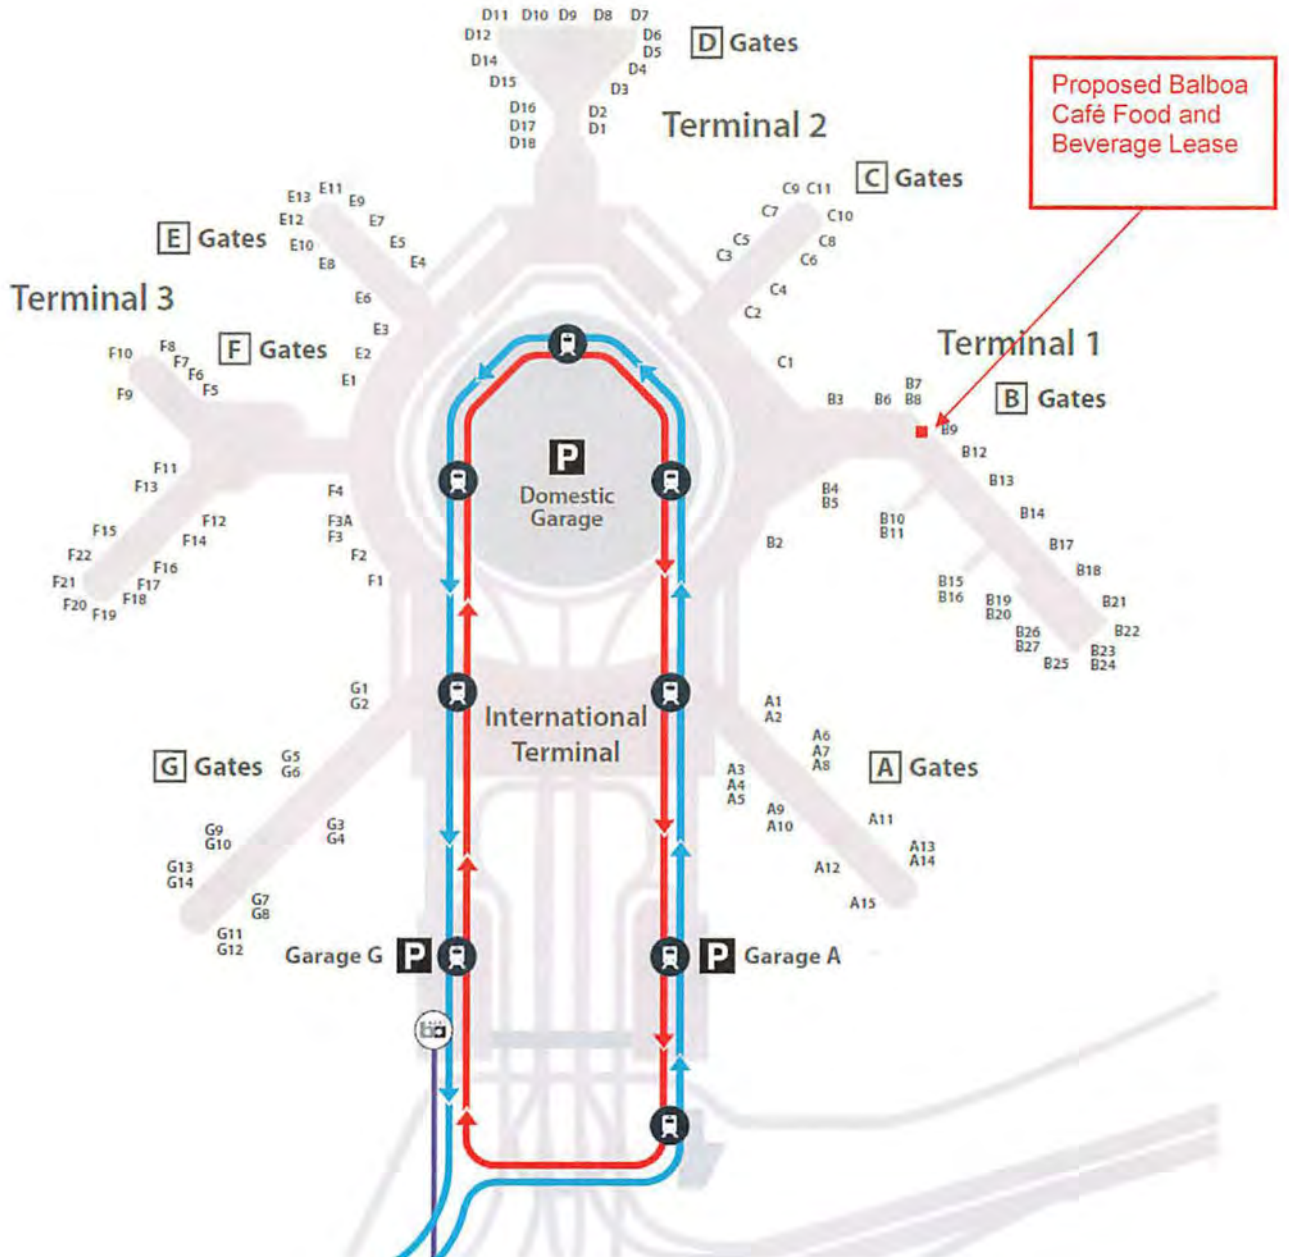 D11 D10 D9 D8 D7
D12
D6
D5
D14
D4
D15
D3
D16
D2
D17
D1
D18
D Gates
Terminal 2
Proposed Balboa
Café Food and
Beverage Lease
C9 C11
C Gates
C7
C10
C5
C8
C3
C6
C4
C2
C1
E13
E11
E9
E12
E7
E10
E5
E8
E4
E6
E3
E2
E1
E Gates
Terminal 3
F Gates
F10
F8
F7
F6
F9
F5
F11
F13
F4
F15
F12
F3A
F14
F3
F22
F2
F16
F21
F17
F1
F20
F18
F19
Terminal 1
B Gates
B7
B3
B6
B8
B9
B12
B13
B4
B5
B14
B10
B11
B2
B17
B18
B15
B16
B19
B20
B21
B26
B22
B27
B23
B25
B24
P
Domestic
Garage
International
Terminal
G1
G2
G Gates
G5
G6
G3
G4
G9
G10
G13
G14
G7
G8
G11
G12
A1
A2
A6
A7
A8
A Gates
A3
A4
A5
A9
A10
A11
A13
A14
A12
A15
Garage G P
P Garage A